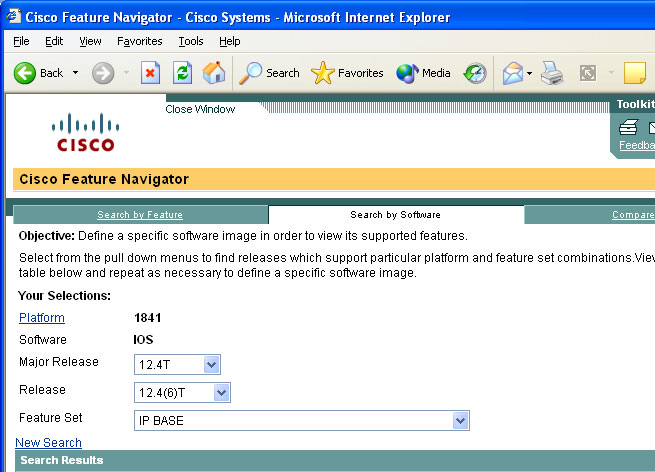 Cisco Feature Navigator - Cisco Systems - Microsoft Internet Explorer
File Edit View Favorites Tools Help
Back Search Favorites Media
Close Window
Toolkit
CISCO
Feedba
Cisco Feature Navigator
Search by Feature Search by Software Compare
Objective: Define a specific software image in order to view its supported features.
Select from the pull down menus to find releases which support particular platform and feature set combinations.Vie
table below and repeat as necessary to define a specific software image.
Your Selections:
Platform 1841
Software IOS
Major Release 12.4T
Release 12.4(6)T
Feature Set IP BASE
New Search
Search Results